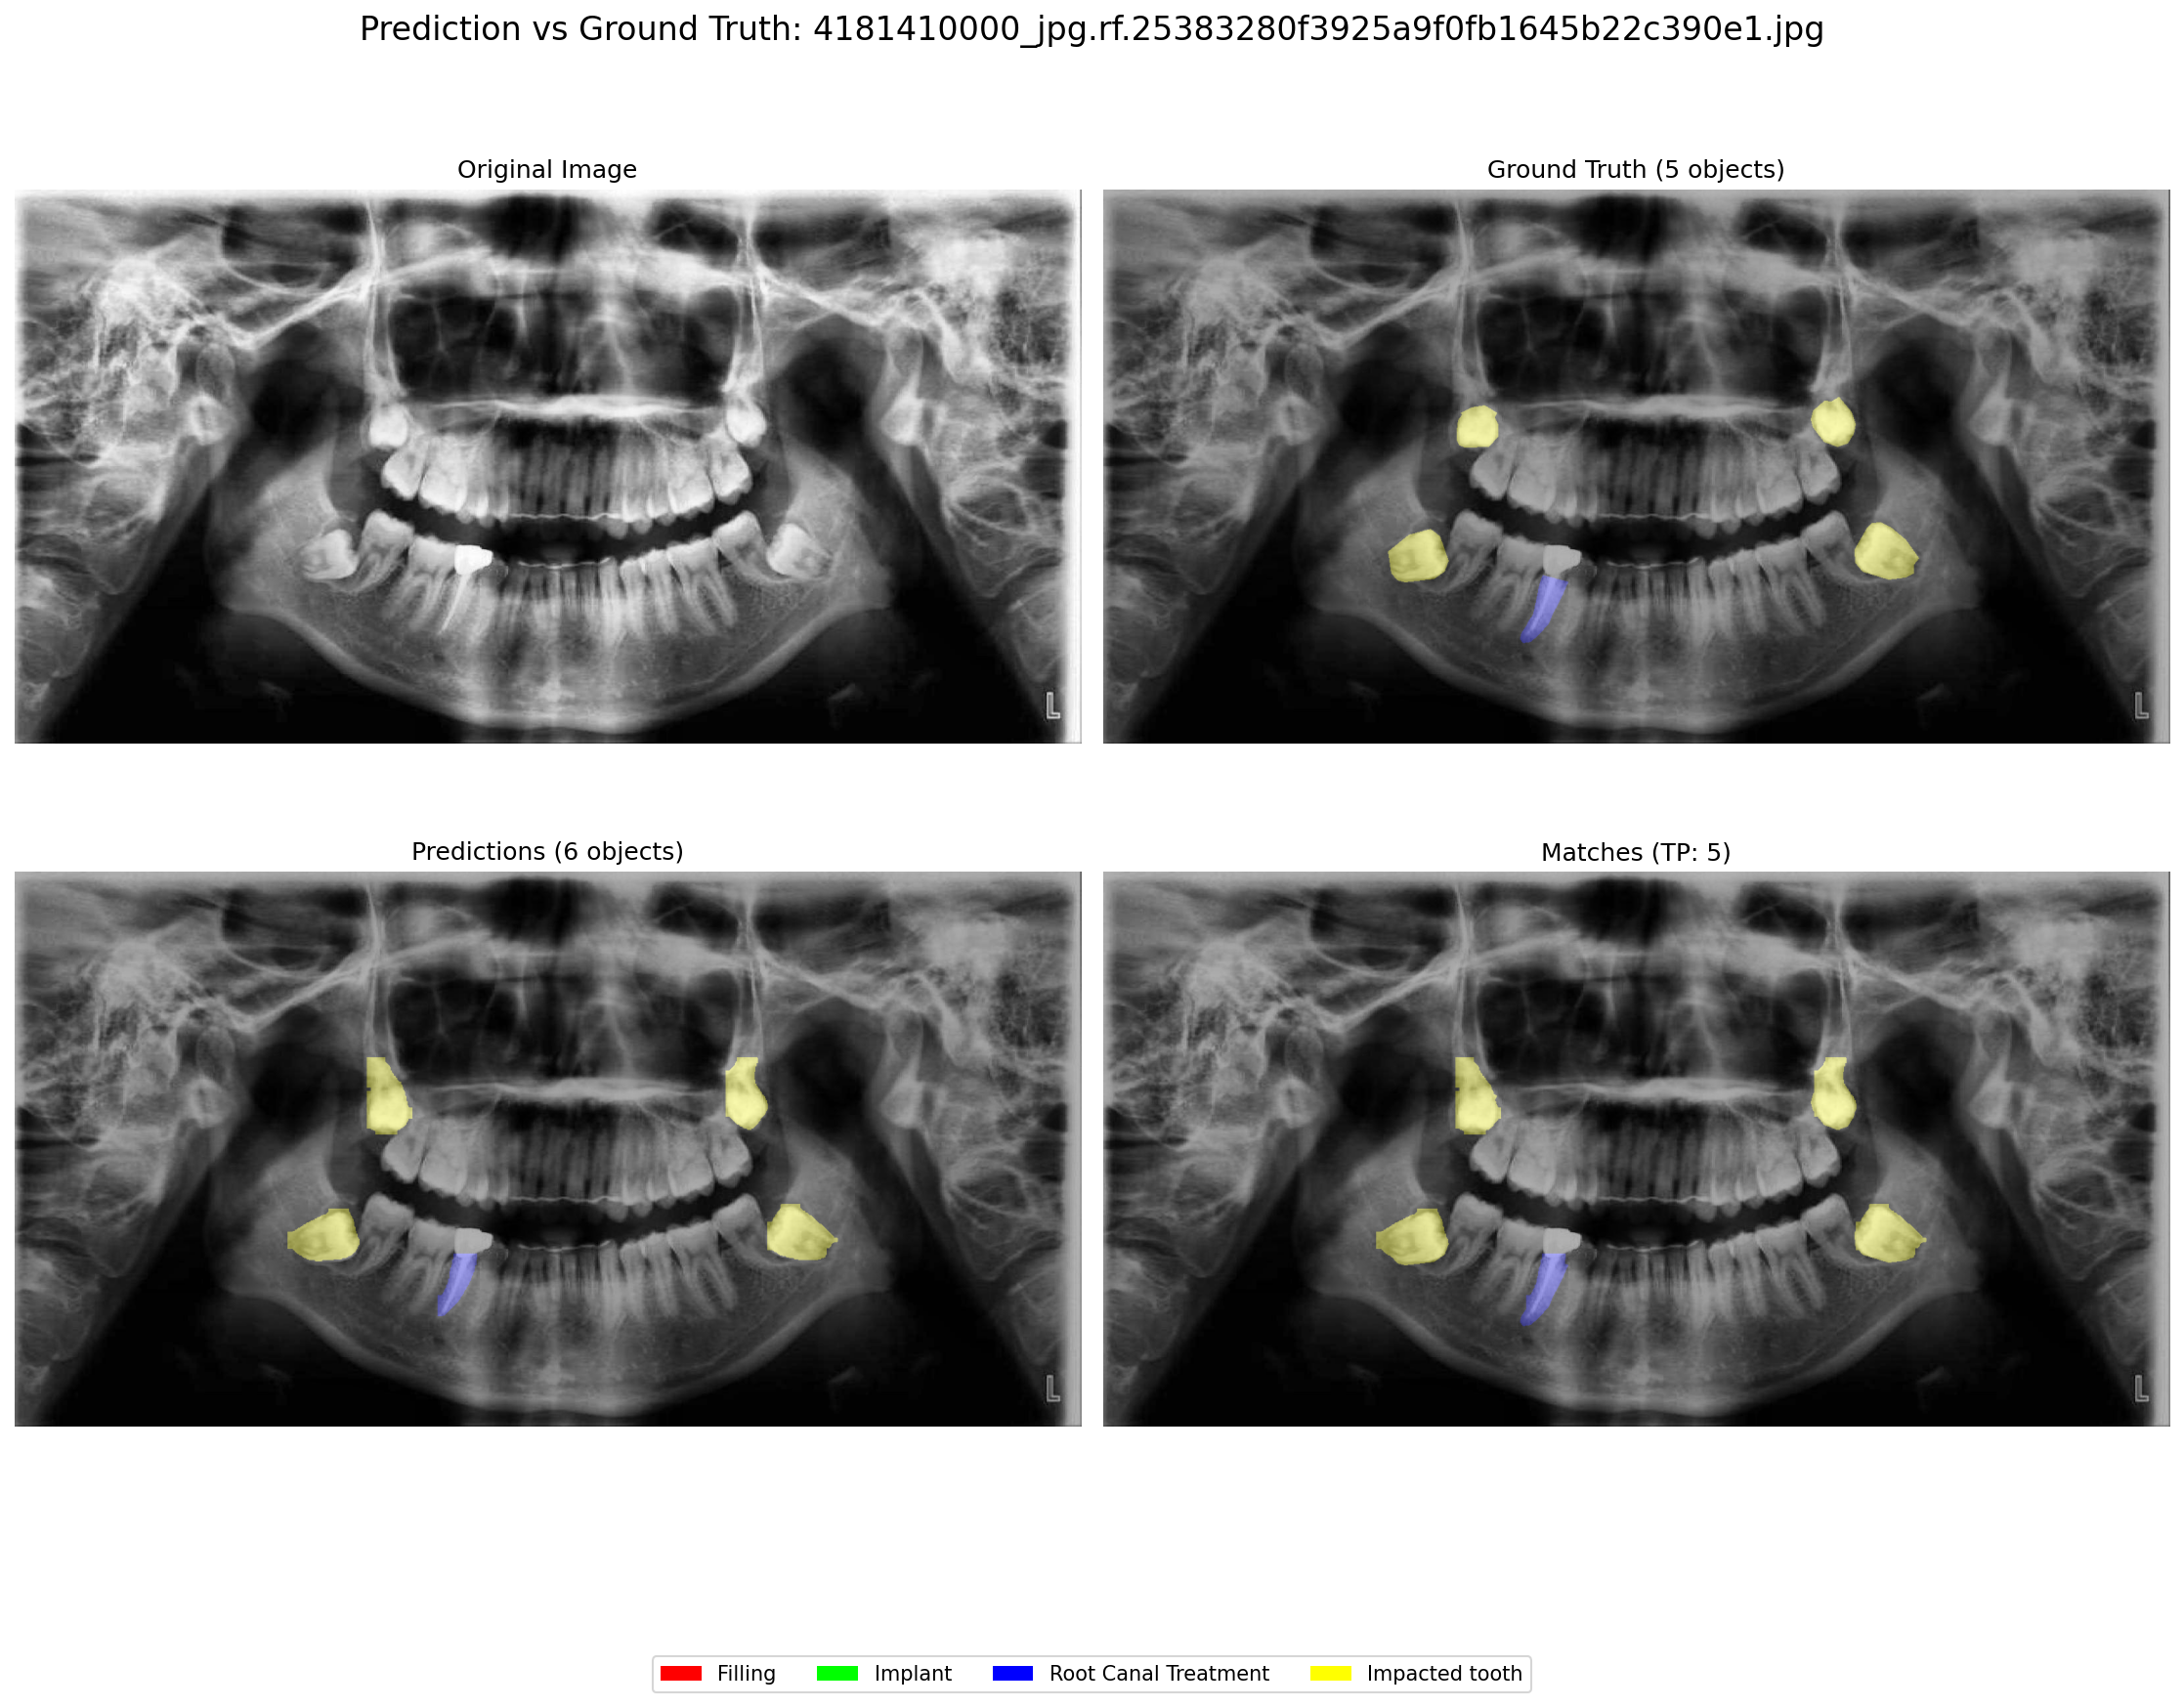 Prediction vs Ground Truth: 4181410000_jpg.rf.25383280f3925a9f0fb1645b22c390e1.jpg
Original Image
Ground Truth (5 objects)
L
L
Predictions (6 objects)
Matches (TP: 5)
L
L
Filling
Implant
Root Canal Treatment
Impacted tooth